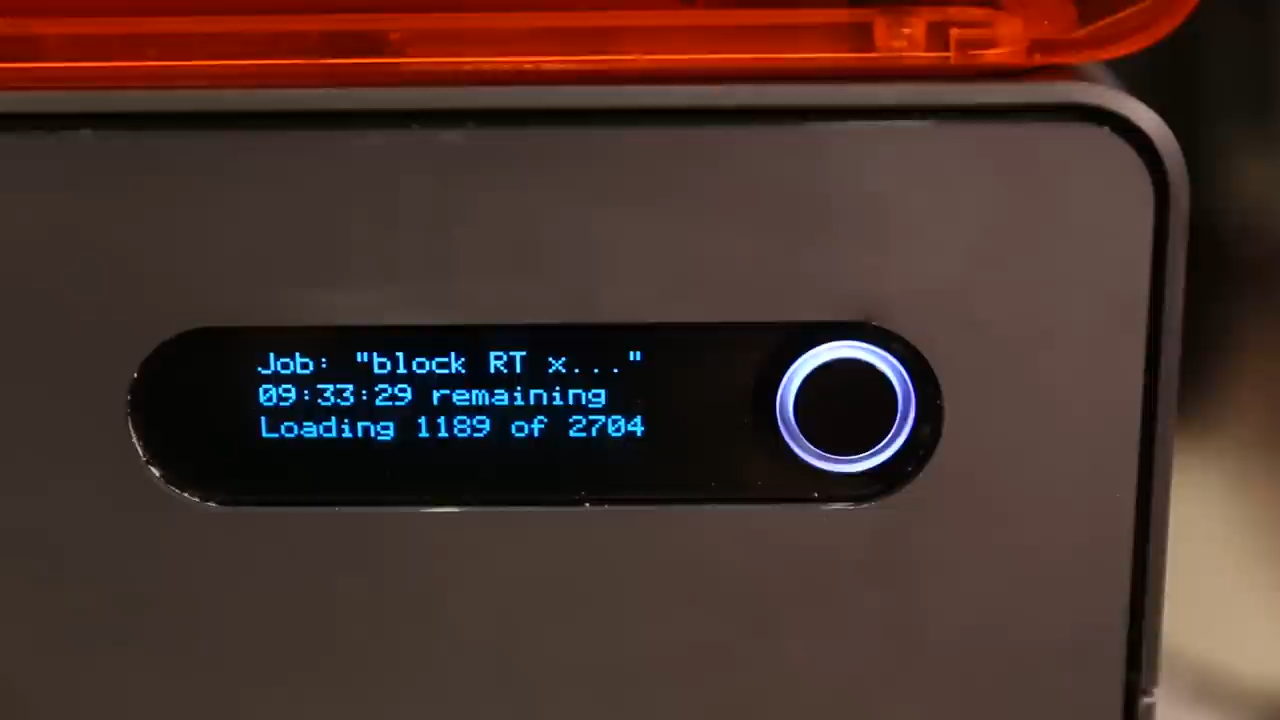 Job: "block RT x..."
09:33:29 remaining
Loading 1189 of 2704